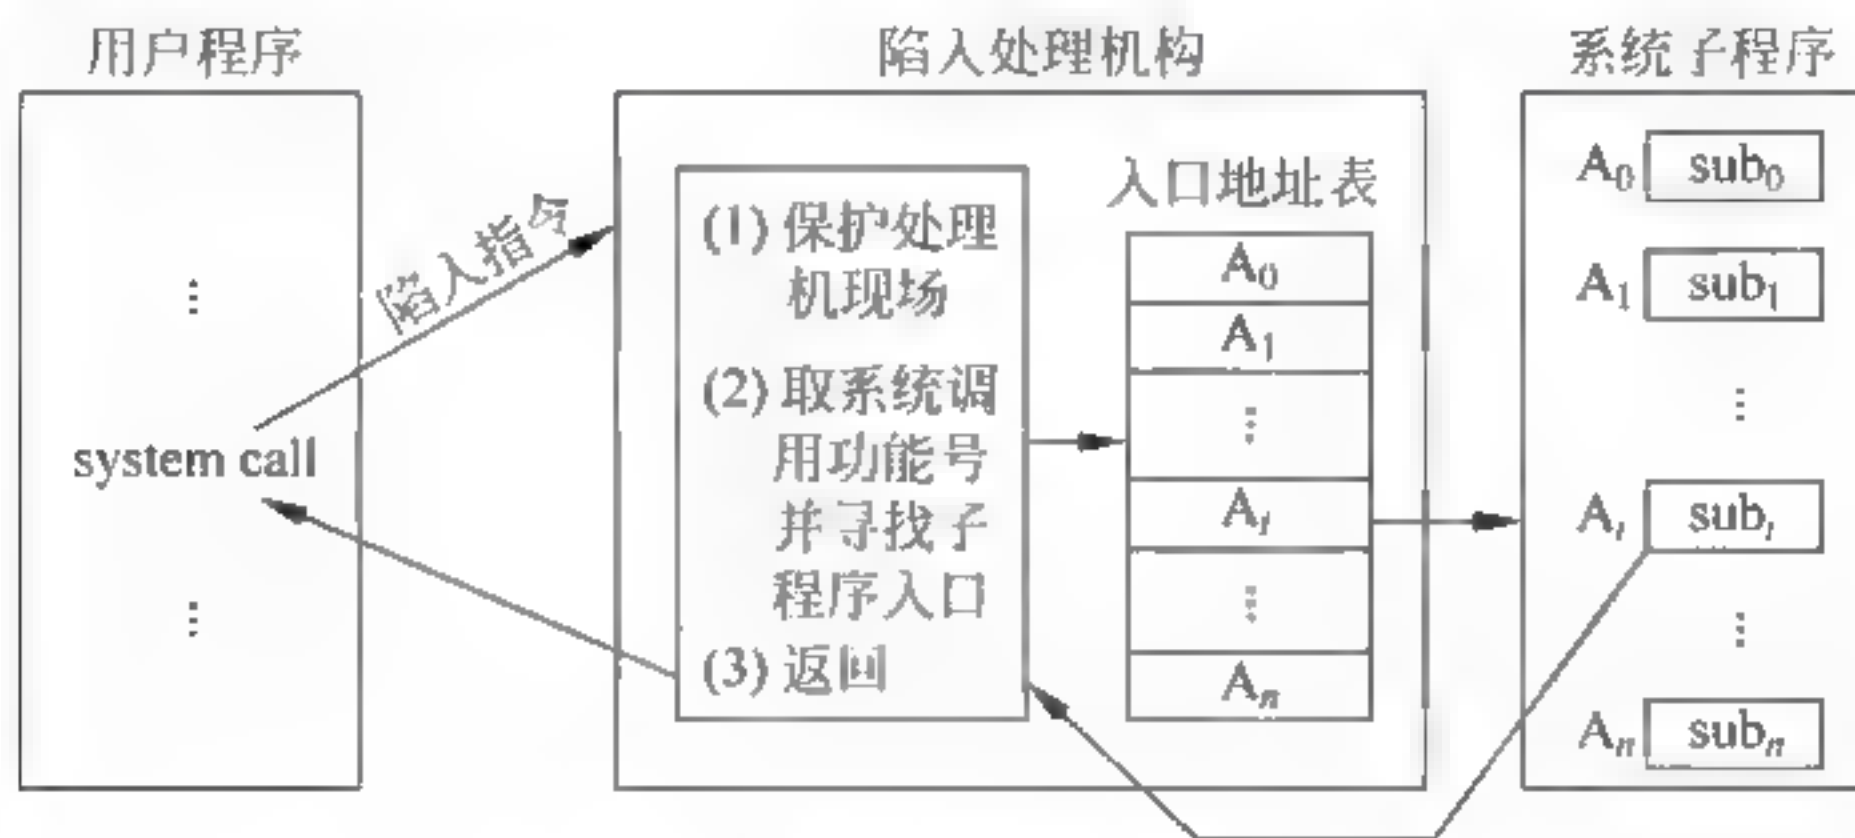 用户程序
⋮
system call
⋮
陷入指令
陷入处理机构
(1) 保护处理
机现场
(2) 取系统调
用功能号
并寻找子
程序入口
(3) 返回
入口地址表
A₀
A₁
⋮
Aᵢ
⋮
Aₙ
系统子程序
A₀ sub₀
A₁ sub₁
⋮
Aᵢ subᵢ
⋮
Aₙ subₙ